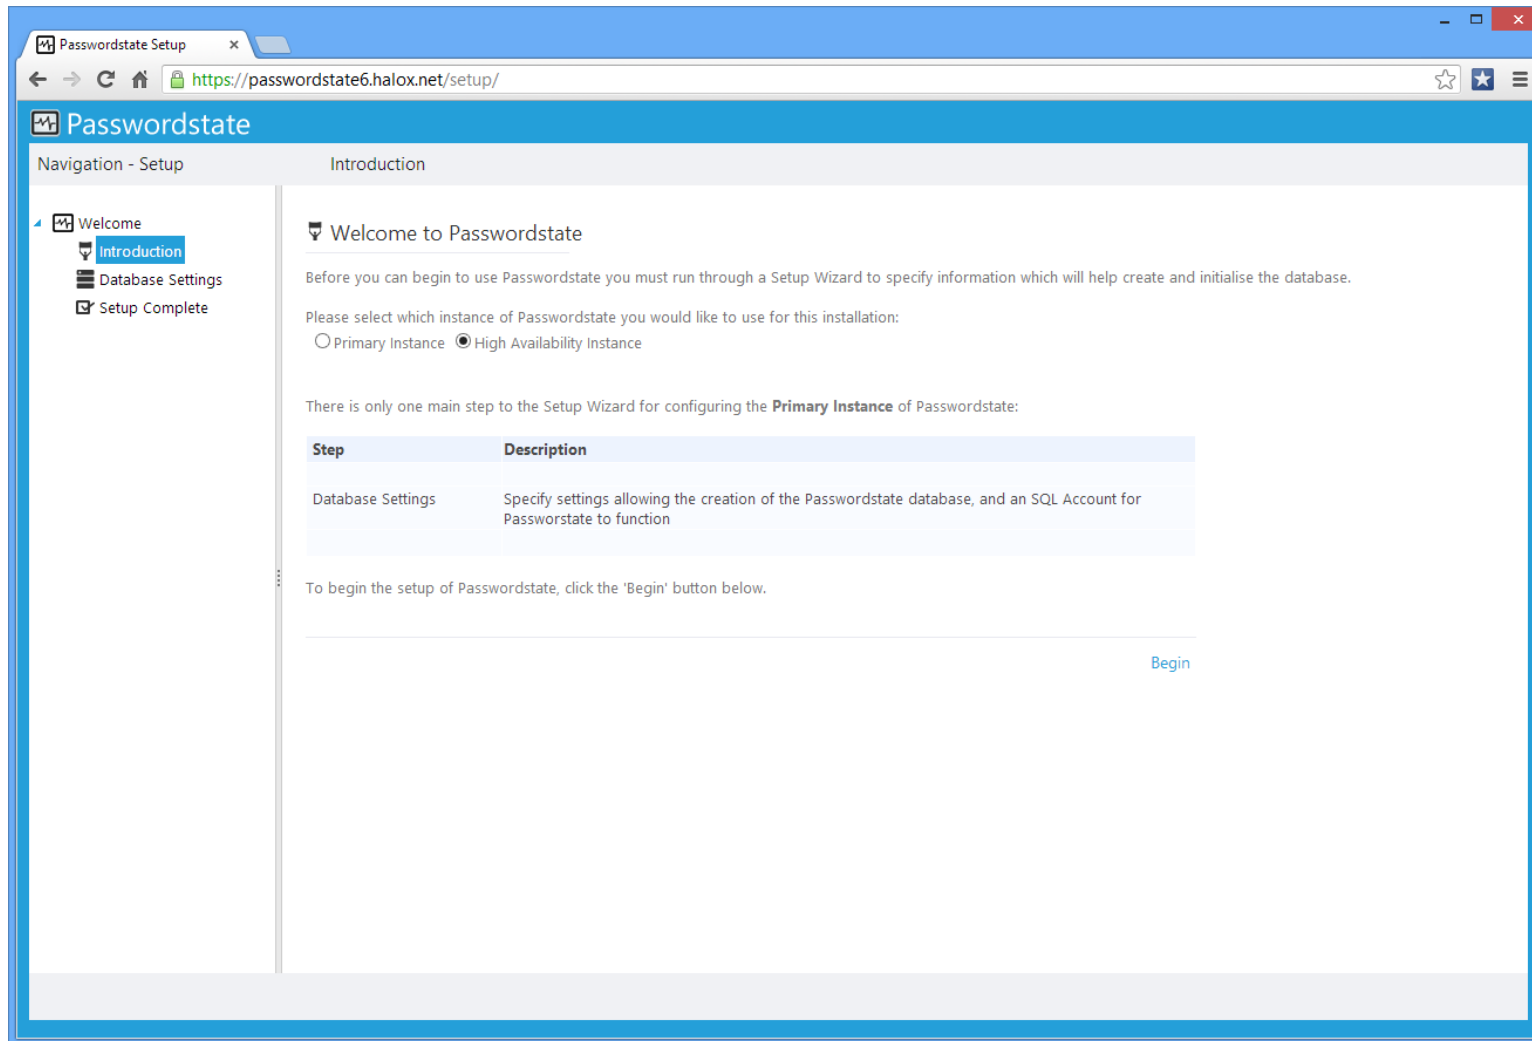 Passwordstate Setup
https://passwordstate6.halox.net/setup/
Passwordstate
Navigation - Setup
Introduction
Welcome
Introduction
Database Settings
Setup Complete
Welcome to Passwordstate
Before you can begin to use Passwordstate you must run through a Setup Wizard to specify information which will help create and initialise the database.
Please select which instance of Passwordstate you would like to use for this installation:
Primary Instance High Availability Instance
There is only one main step to the Setup Wizard for configuring the Primary Instance of Passwordstate:
Step Description
Database Settings Specify settings allowing the creation of the Passwordstate database, and an SQL Account for
Passworstate to function
To begin the setup of Passwordstate, click the 'Begin' button below.
Begin